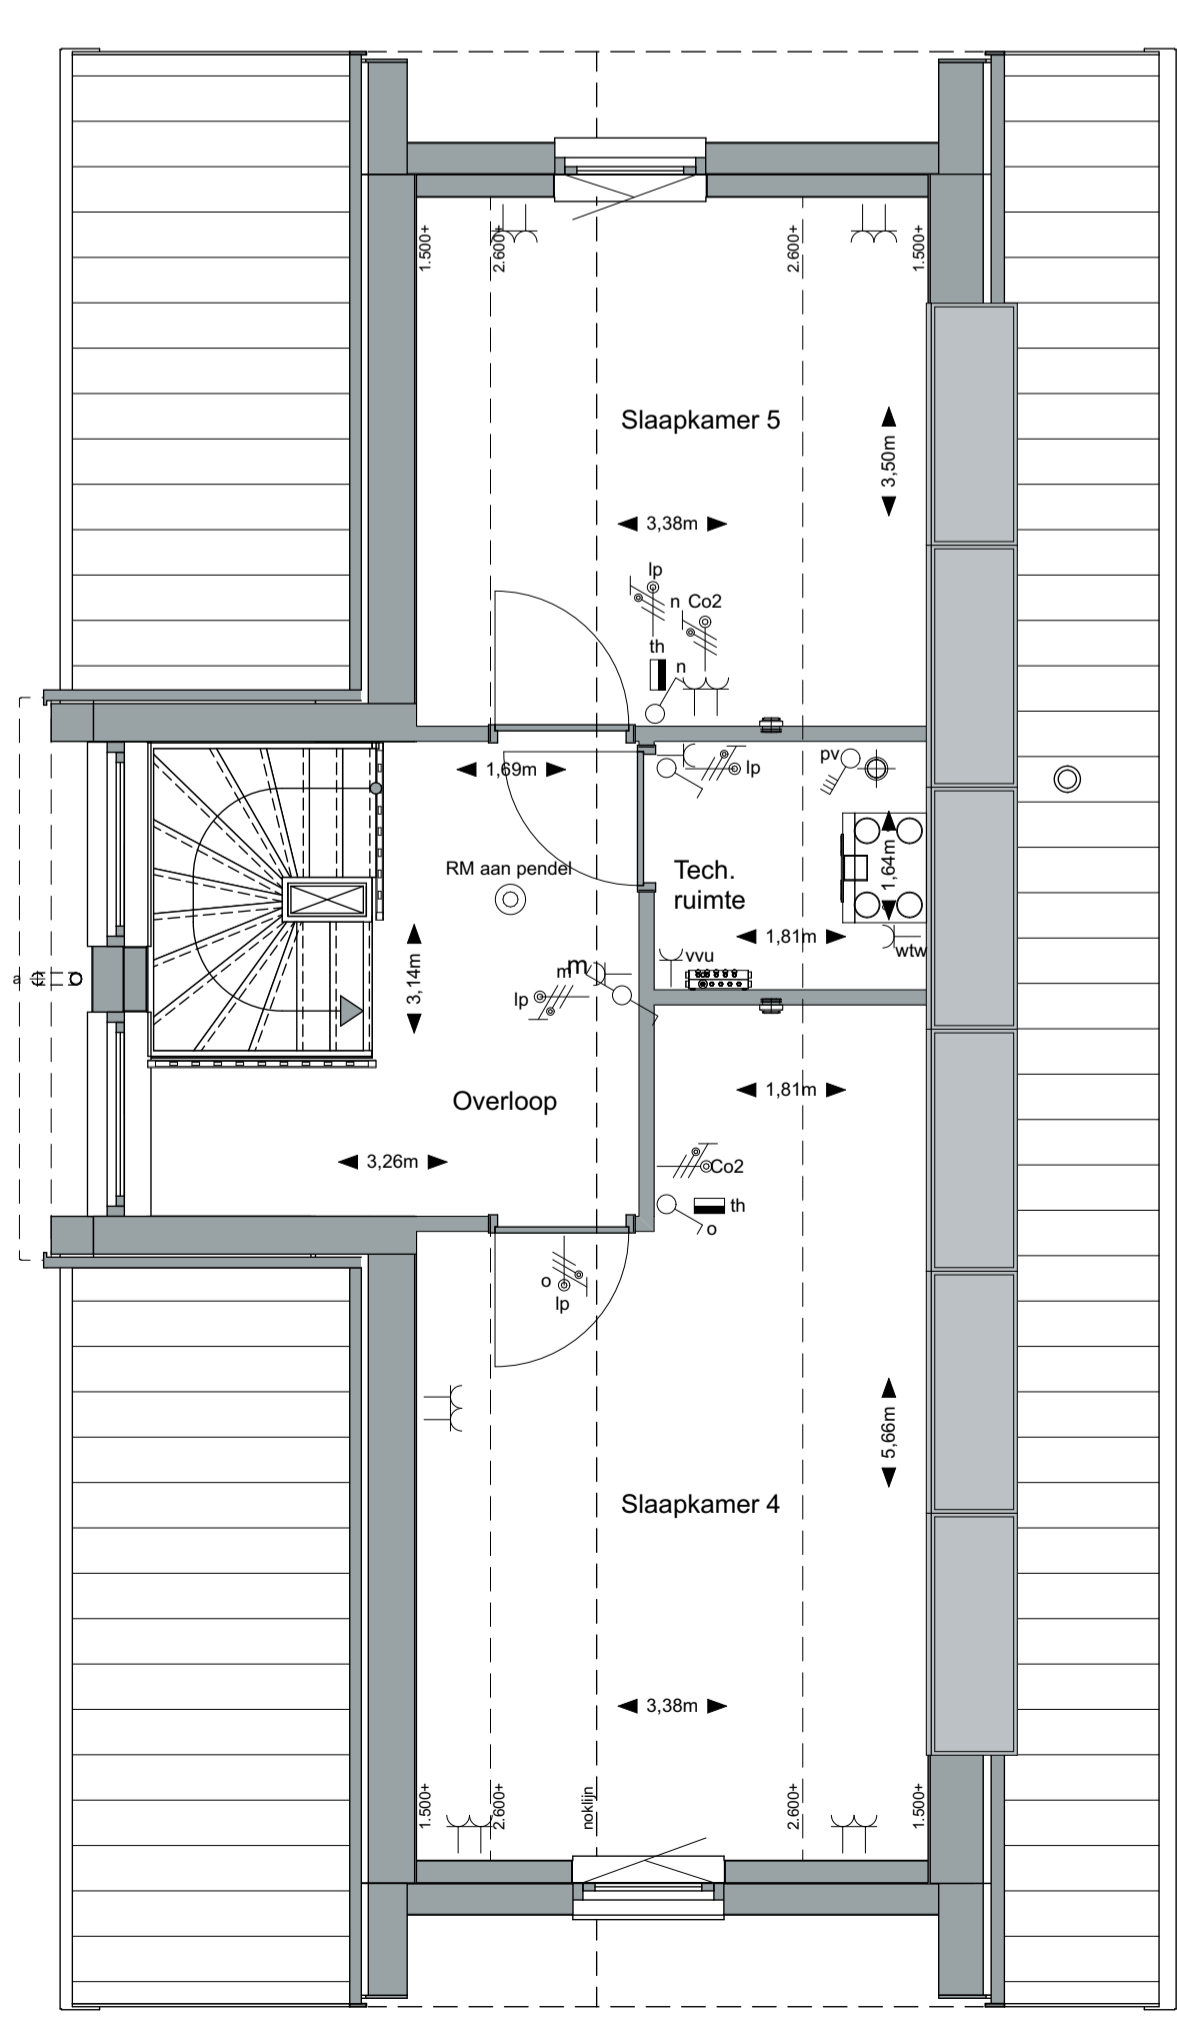 1.500+
2.600+
2.600+
1.500+
Slaapkamer 5
3,50m
3,38m
lp
n
Co2
th
n
1,69m
lp
pv
RM aan pendel
Tech.
ruimte
1,64m
1,81m
wtw
vvu
3,14m
m
m
lp
a
1,81m
Overloop
3,26m
Co2
th
o
o
lp
5,66m
Slaapkamer 4
3,38m
1.500+
2.600+
noklijn
2.600+
1.500+